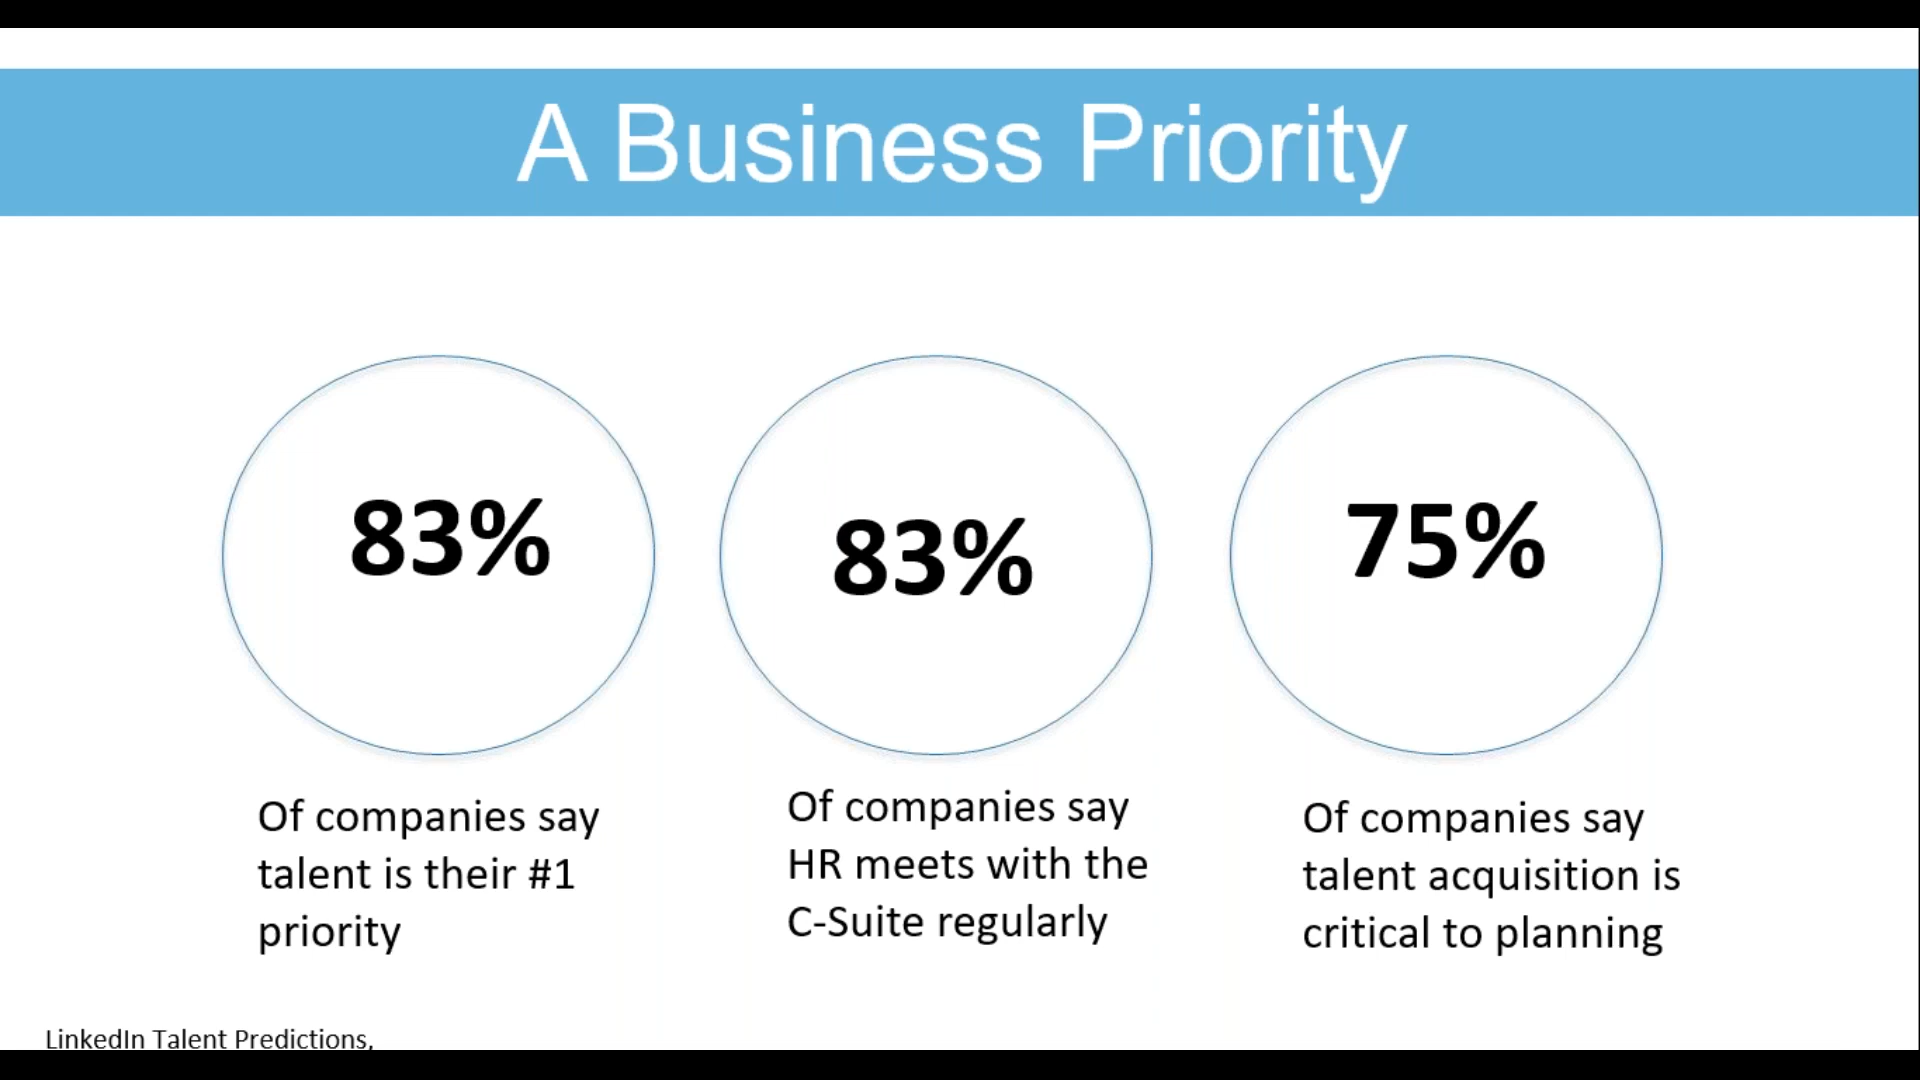 A Business Priority
83%
83%
75%
Of companies say
talent is their #1
priority
Of companies say
HR meets with the
C-Suite regularly
Of companies say
talent acquisition is
critical to planning
LinkedIn Talent Predictions,